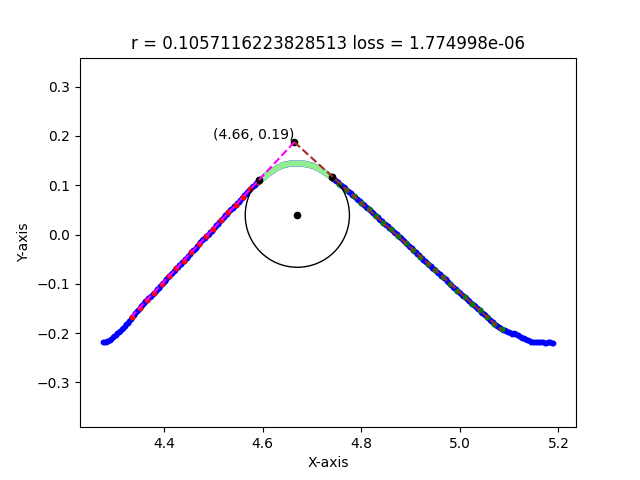 r = 0.1057116223828513 loss = 1.774998e-06
Y-axis
0.3
0.2
0.1
0.0
−0.1
−0.2
−0.3
(4.66, 0.19)
4.4 4.6 4.8 5.0 5.2
X-axis